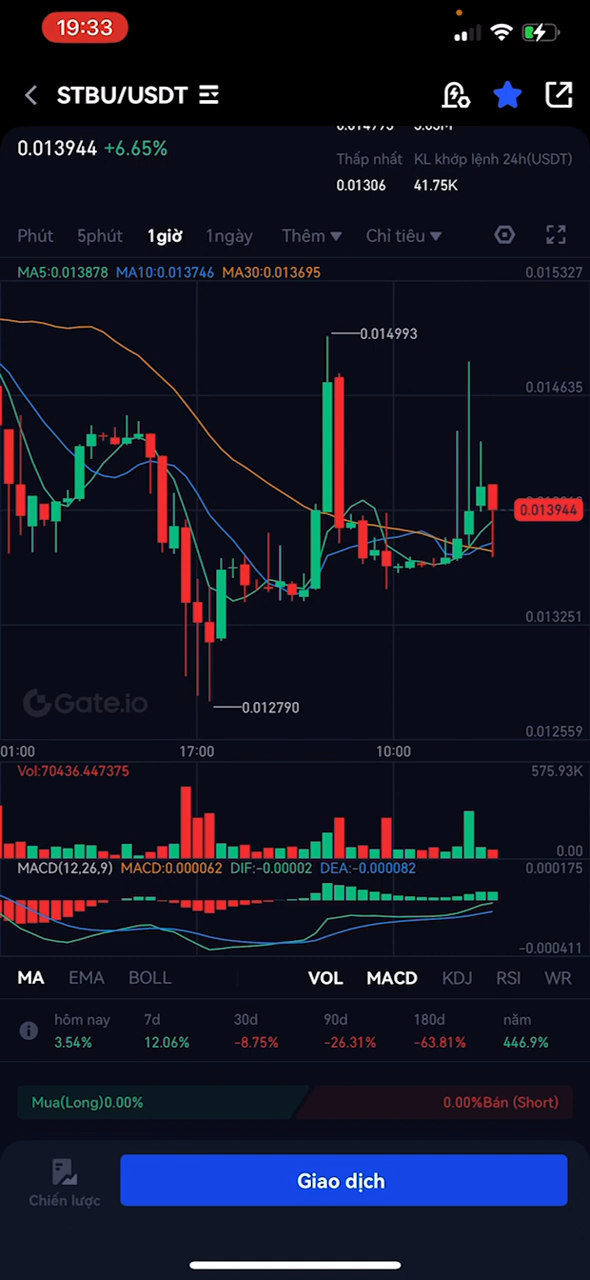 19:33
STBU/USDT
0.013944 +6.65%
0.014993 3.03M
Thấp nhất KL khớp lệnh 24h(USDT)
0.01306 41.75K
Phút 5phút 1giờ 1ngày Thêm Chỉ tiêu
MA5:0.013878 MA10:0.013746 MA30:0.013695 0.015327
0.014993
0.014635
0.013944
0.013251
Gate.io
0.012790
0.012559
01:00 17:00 10:00
Vol:70436.447375 575.93K
0.00
MACD(12,26,9) MACD:0.000062 DIF:-0.00002 DEA:-0.000082 0.000175
-0.000411
MA EMA BOLL VOL MACD KDJ RSI WR
hôm nay 7d 30d 90d 180d năm
3.54% 12.06% -8.75% -26.31% -63.81% 446.9%
Mua(Long)0.00% 0.00%Bán (Short)
Chiến lược
Giao dịch